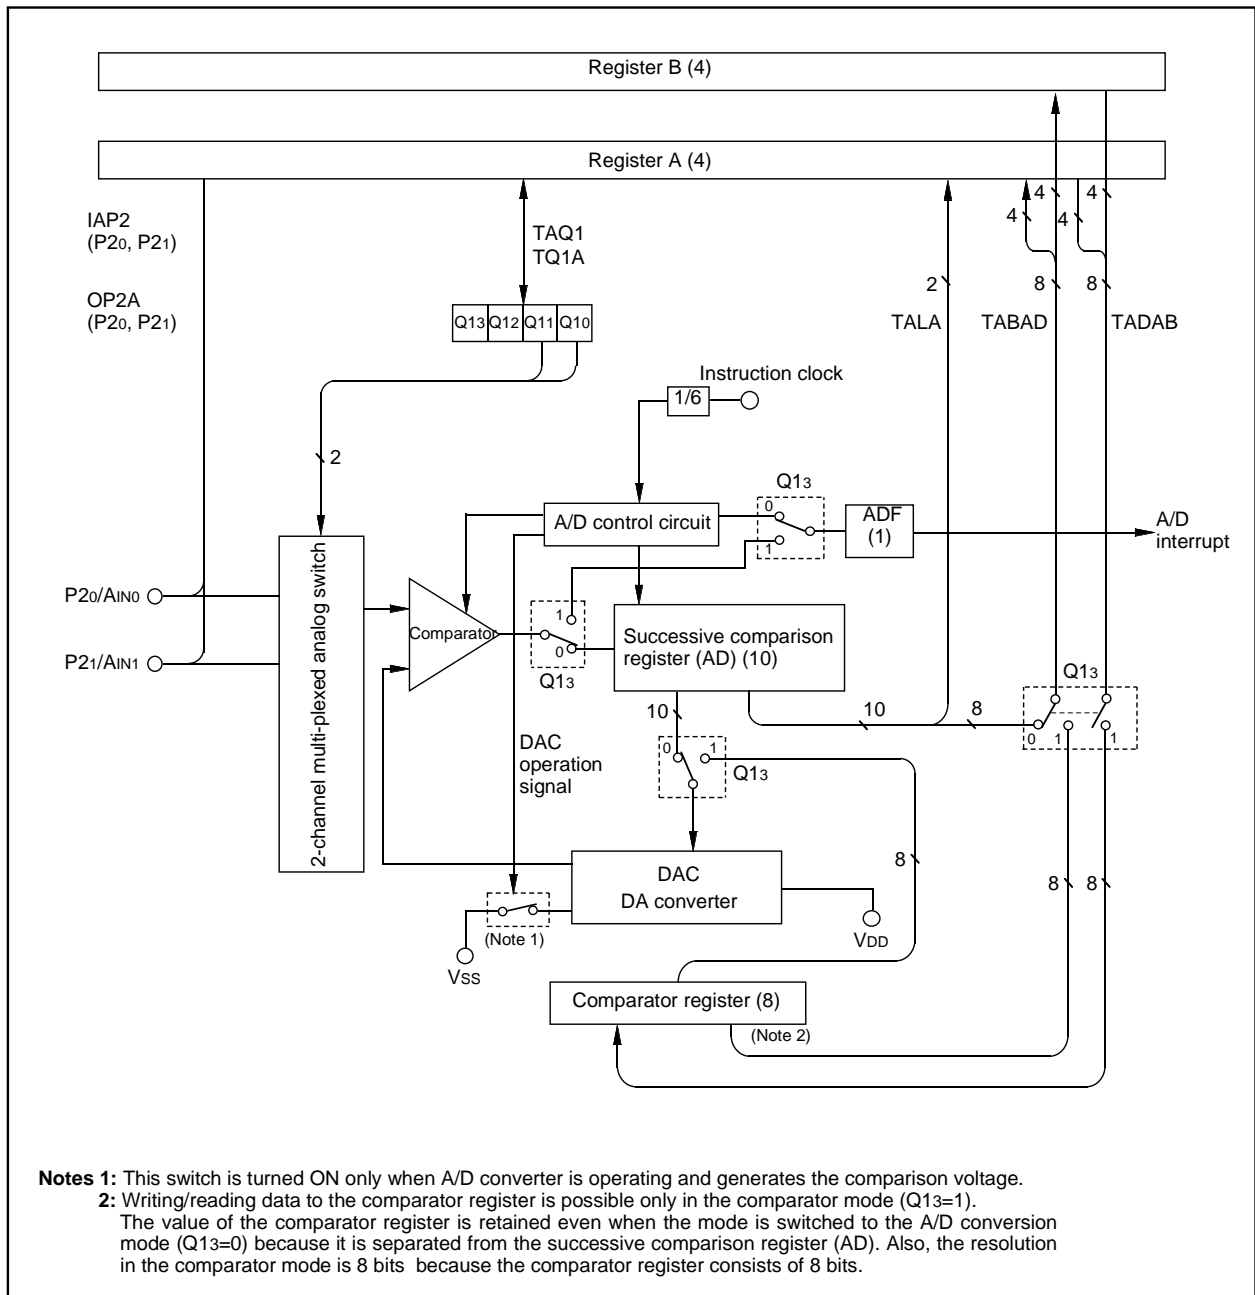 Register B (4)
Register A (4)
IAP2
(P20, P21)
OP2A
(P20, P21)
TAQ1
TQ1A
4
4
4
4
2
8
8
TALA
TABAD
TADAB
Q13 Q12 Q11 Q10
Instruction clock
1/6
2
Q13
0
1
A/D control circuit
ADF
(1)
A/D
interrupt
P20/AIN0
P21/AIN1
2-channel multi-plexed analog switch
Comparator
1
0
Q13
Successive comparison
register (AD) (10)
Q13
0
1
1
10
10
8
0
1
Q13
DAC
operation
signal
8
8
8
DAC
DA converter
(Note 1)
VSS
VDD
Comparator register (8)
(Note 2)
Notes 1: This switch is turned ON only when A/D converter is operating and generates the comparison voltage.
2: Writing/reading data to the comparator register is possible only in the comparator mode (Q13=1).
The value of the comparator register is retained even when the mode is switched to the A/D conversion
mode (Q13=0) because it is separated from the successive comparison register (AD). Also, the resolution
in the comparator mode is 8 bits because the comparator register consists of 8 bits.